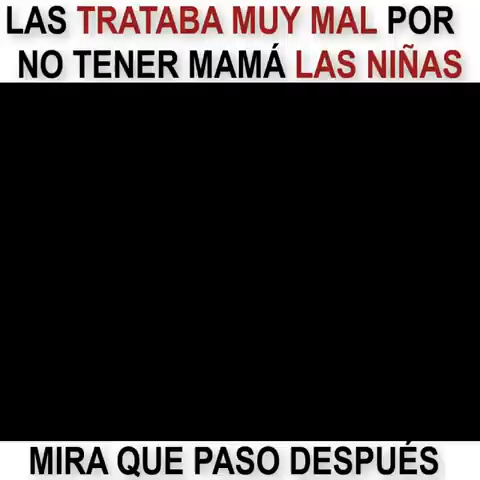 LAS TRATABA MUY MAL POR
NO TENER MAMÁ LAS NIÑAS
MIRA QUE PASO DESPUÉS